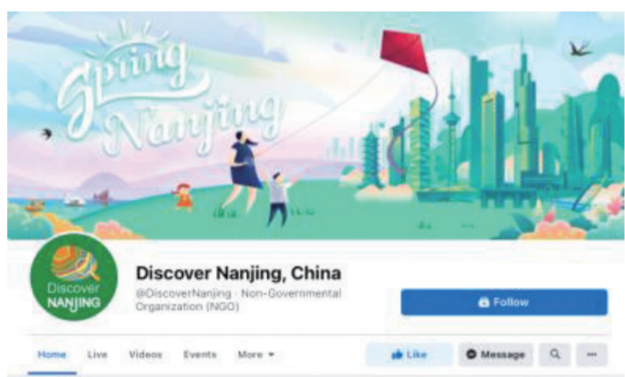 Spring
Nanjing
Discover
NANJING
Discover Nanjing, China
@DiscoverNanjing · Non-Governmental
Organization (NGO)
Follow
Home Live Videos Events More
Like Message